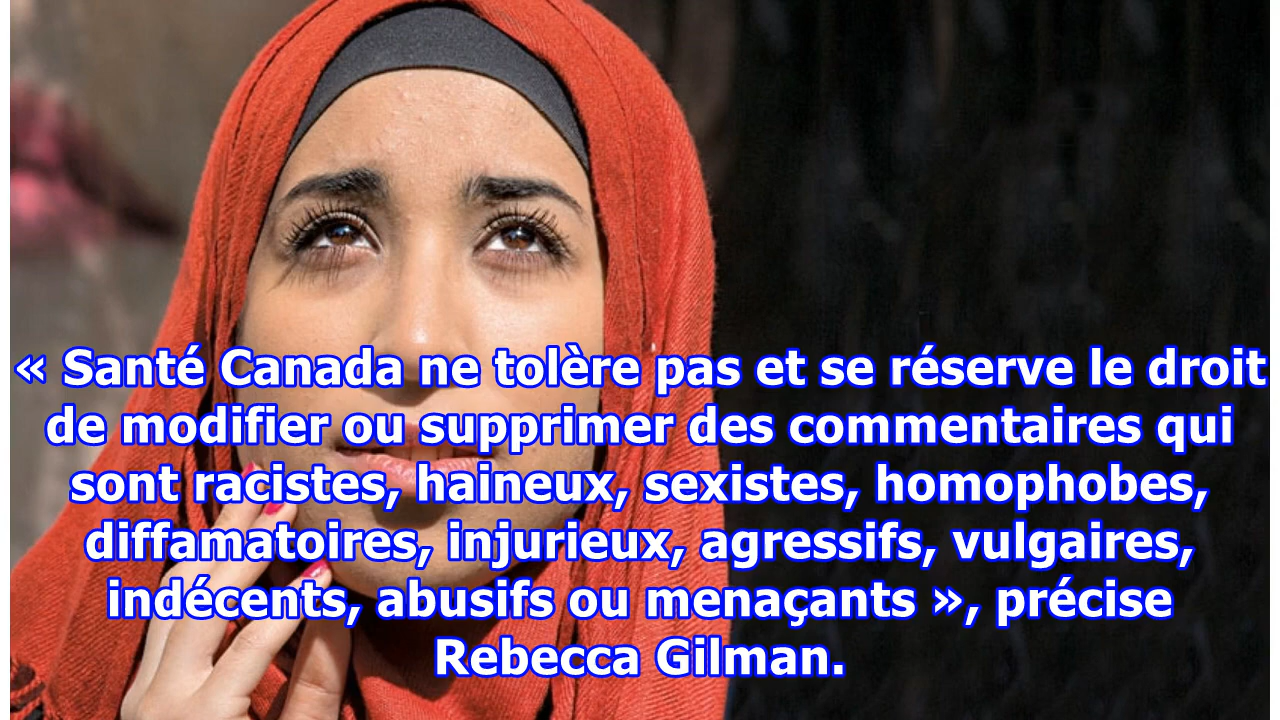 « Santé Canada ne tolère pas et se réserve le droit
de modifier ou supprimer des commentaires qui
sont racistes, haineux, sexistes, homophobes,
diffamatoires, injurieux, agressifs, vulgaires,
indécents, abusifs ou menaçants », précise
Rebecca Gilman.